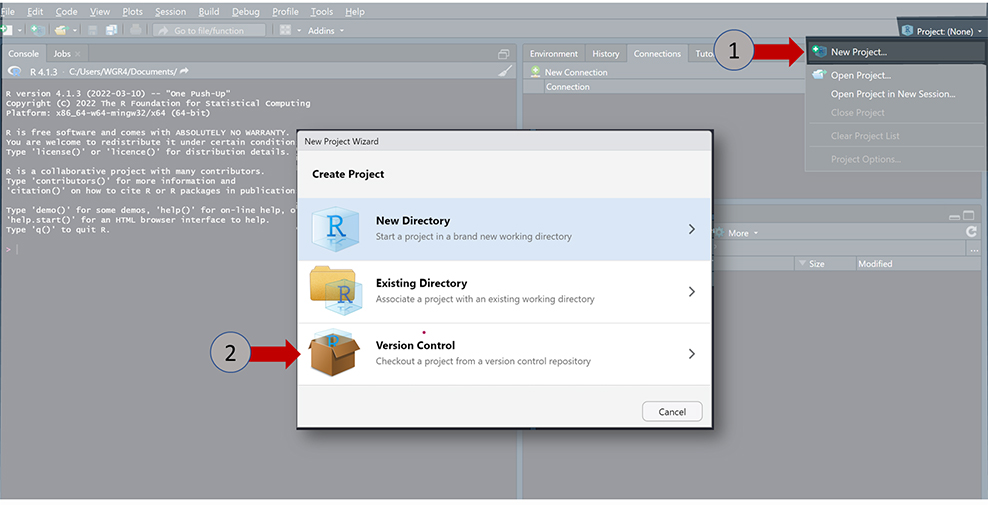 File Edit Code View Plots Session Build Debug Profile Tools Help
Go to file/function Addins
Project: (None)
Console Jobs
Environment History Connections Tuto
1
New Project...
R 4.1.3 · C:/Users/WGR4/Documents/
New Connection
Open Project...
Connection
Open Project in New Session...
R version 4.1.3 (2022-03-10) -- "One Push-Up"
Copyright (C) 2022 The R Foundation for Statistical Computing
Platform: x86_64-w64-mingw32/x64 (64-bit)
Close Project
Clear Project List
Project Options...
R is free software and comes with ABSOLUTELY NO WARRANTY.
You are welcome to redistribute it under certain condition
Type 'license()' or 'licence()' for distribution details.
R is a collaborative project with many contributors.
Type 'contributors()' for more information and
'citation()' on how to cite R or R packages in publication
Type 'demo()' for some demos, 'help()' for on-line help, o
'help.start()' for an HTML browser interface to help.
Type 'q()' to quit R.
>
New Project Wizard
Create Project
New Directory
Start a project in a brand new working directory
Existing Directory
Associate a project with an existing working directory
2
Version Control
Checkout a project from a version control repository
Cancel
More
Size Modified